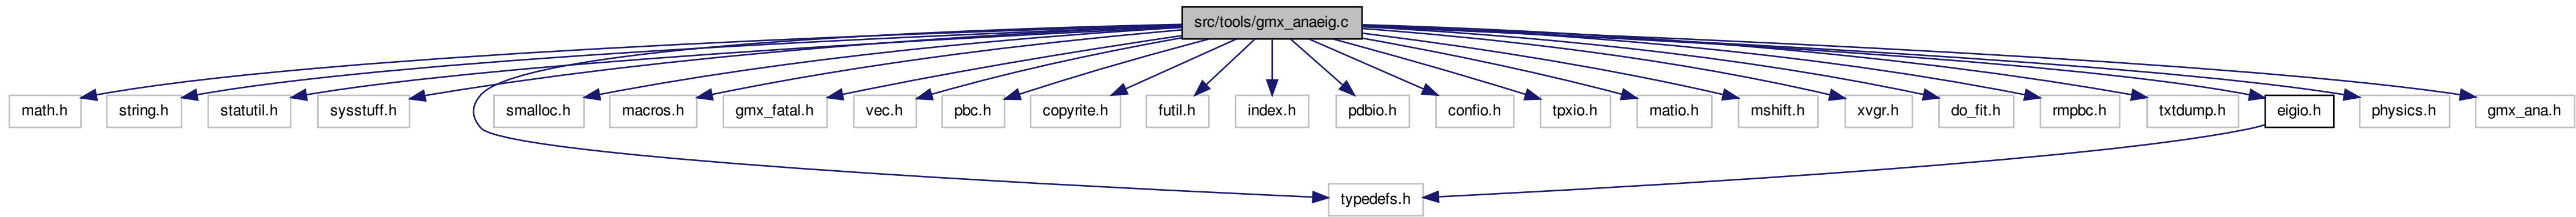 src/tools/gmx_anaeig.c
math.h
string.h
statutil.h
sysstuff.h
smalloc.h
macros.h
gmx_fatal.h
vec.h
pbc.h
copyrite.h
futil.h
index.h
pdbio.h
confio.h
tpxio.h
matio.h
mshift.h
xvgr.h
do_fit.h
rmpbc.h
txtdump.h
eigio.h
physics.h
gmx_ana.h
typedefs.h